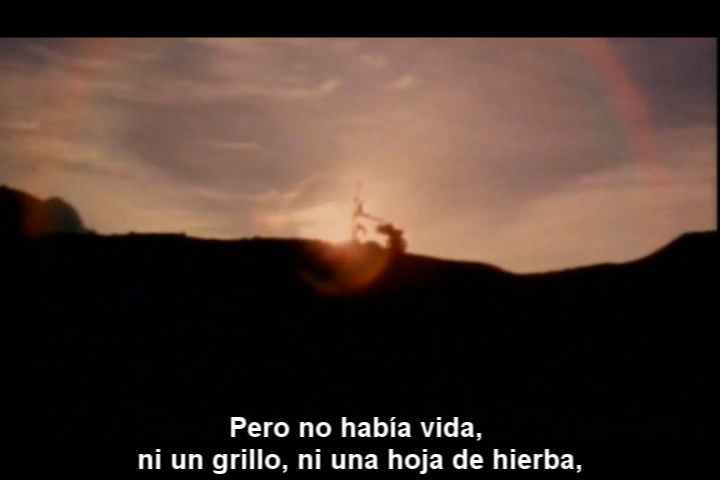 Pero no había vida,
ni un grillo, ni una hoja de hierba,